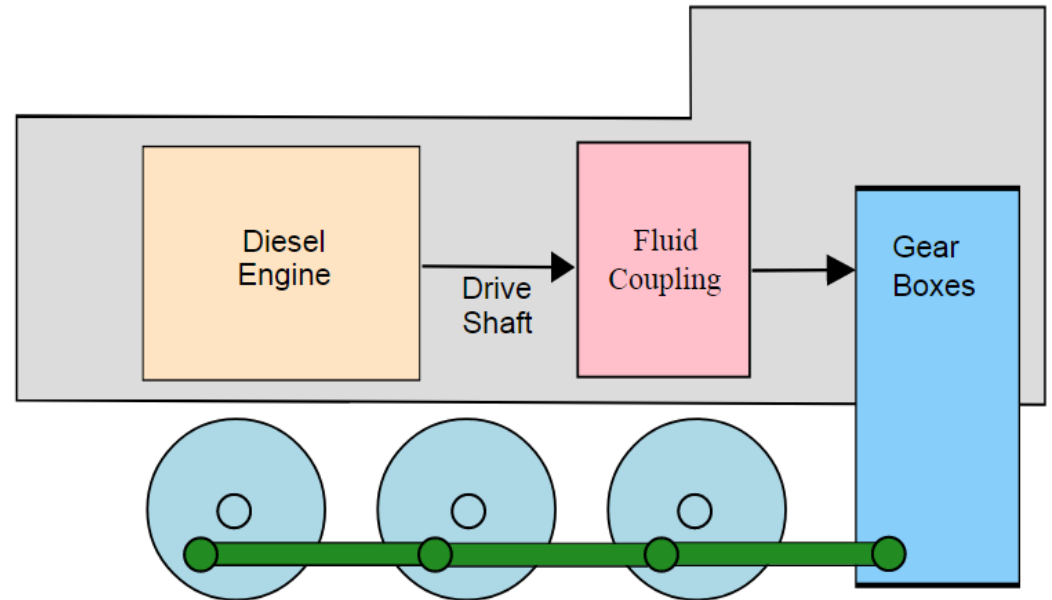 Diesel
Engine
Drive
Shaft
Fluid
Coupling
Gear
Boxes